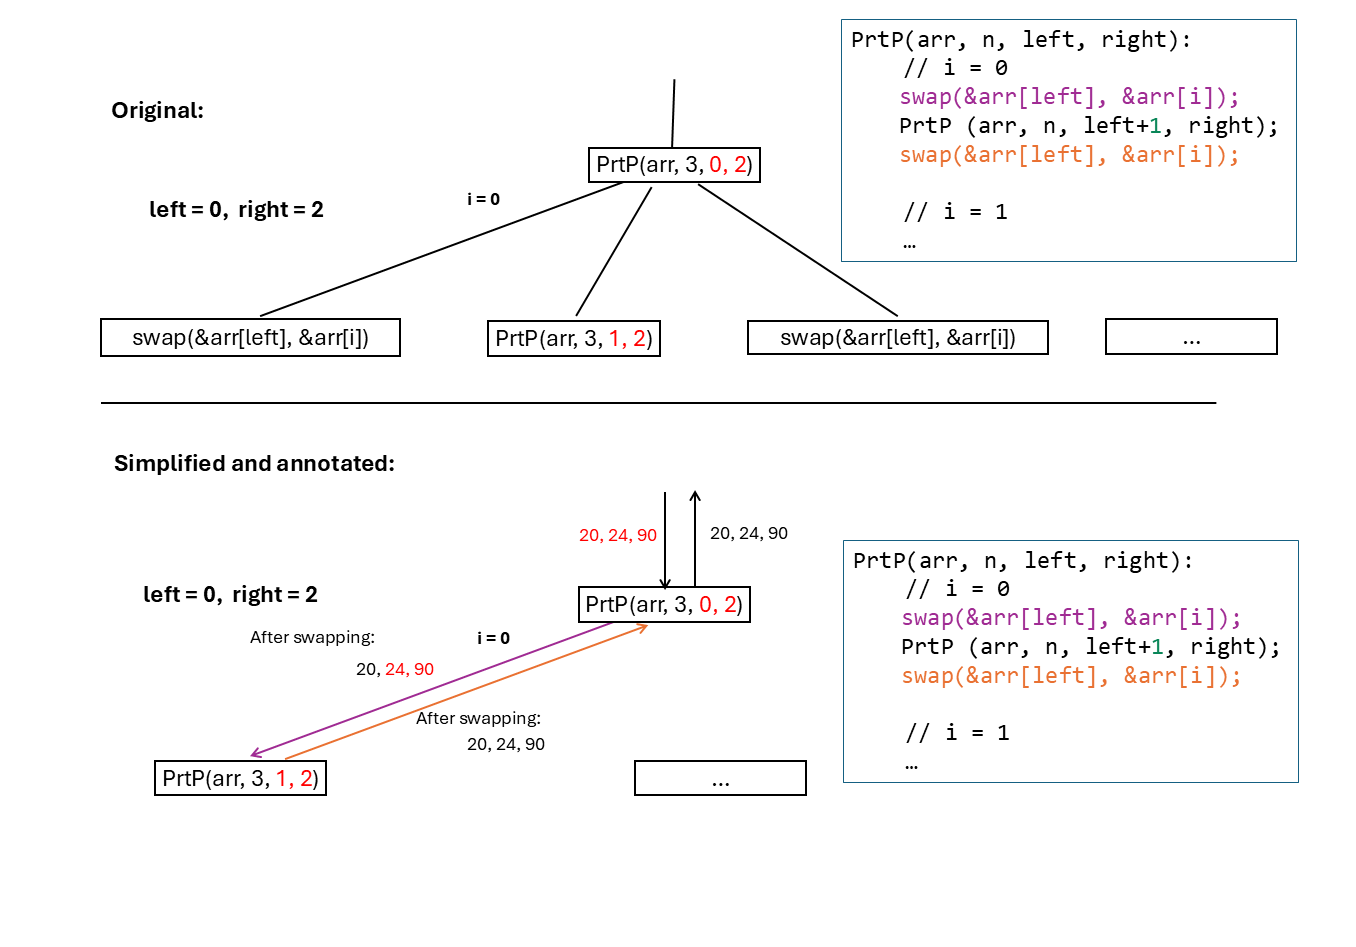 PrtP(arr, n, left, right):
// i = 0
swap(&arr[left], &arr[i]);
PrtP (arr, n, left+1, right);
swap(&arr[left], &arr[i]);
// i = 1
…
Original:
PrtP(arr, 3, 0, 2)
left = 0, right = 2
i = 0
swap(&arr[left], &arr[i])
PrtP(arr, 3, 1, 2)
swap(&arr[left], &arr[i])
…
Simplified and annotated:
20, 24, 90
20, 24, 90
left = 0, right = 2
PrtP(arr, 3, 0, 2)
After swapping:
i = 0
20, 24, 90
After swapping:
20, 24, 90
PrtP(arr, 3, 1, 2)
…
PrtP(arr, n, left, right):
// i = 0
swap(&arr[left], &arr[i]);
PrtP (arr, n, left+1, right);
swap(&arr[left], &arr[i]);
// i = 1
…